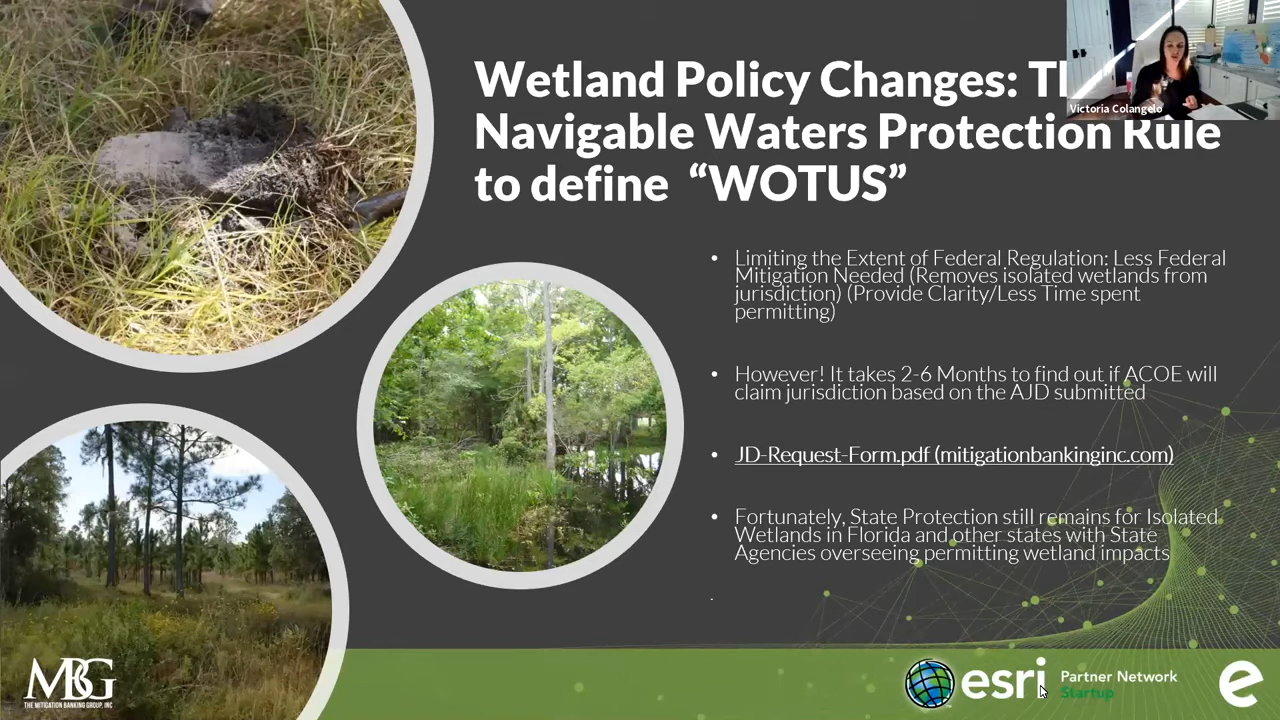 Wetland Policy Changes:
Navigable Waters Protection Rule
to define “WOTUS”
Victoria Colangelo
• Limiting the Extent of Federal Regulation: Less Federal
Mitigation Needed (Removes isolated wetlands from
jurisdiction) (Provide Clarity/Less Time spent
permitting)
• However! It takes 2-6 Months to find out if ACOE will
claim jurisdiction based on the AJD submitted
• JD-Request-Form.pdf (mitigationbankinginc.com)
• Fortunately, State Protection still remains for Isolated
Wetlands in Florida and other states with State
Agencies overseeing permitting wetland impacts
.
MBG
THE MITIGATION BANKING GROUP, INC
esri Partner Network
Startup
e